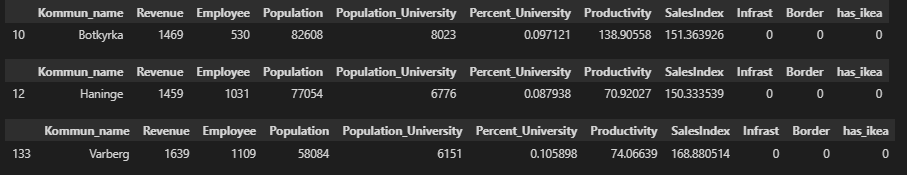 Kommun_name Revenue Employee Population Population_University Percent_University Productivity SalesIndex Infrast Border has_ikea
10 Botkyrka 1469 530 82608 8023 0.097121 138.90558 151.363926 0 0 0
Kommun_name Revenue Employee Population Population_University Percent_University Productivity SalesIndex Infrast Border has_ikea
12 Haninge 1459 1031 77054 6776 0.087938 70.92027 150.333539 0 0 0
Kommun_name Revenue Employee Population Population_University Percent_University Productivity SalesIndex Infrast Border has_ikea
133 Varberg 1639 1109 58084 6151 0.105898 74.06639 168.880514 0 0 0